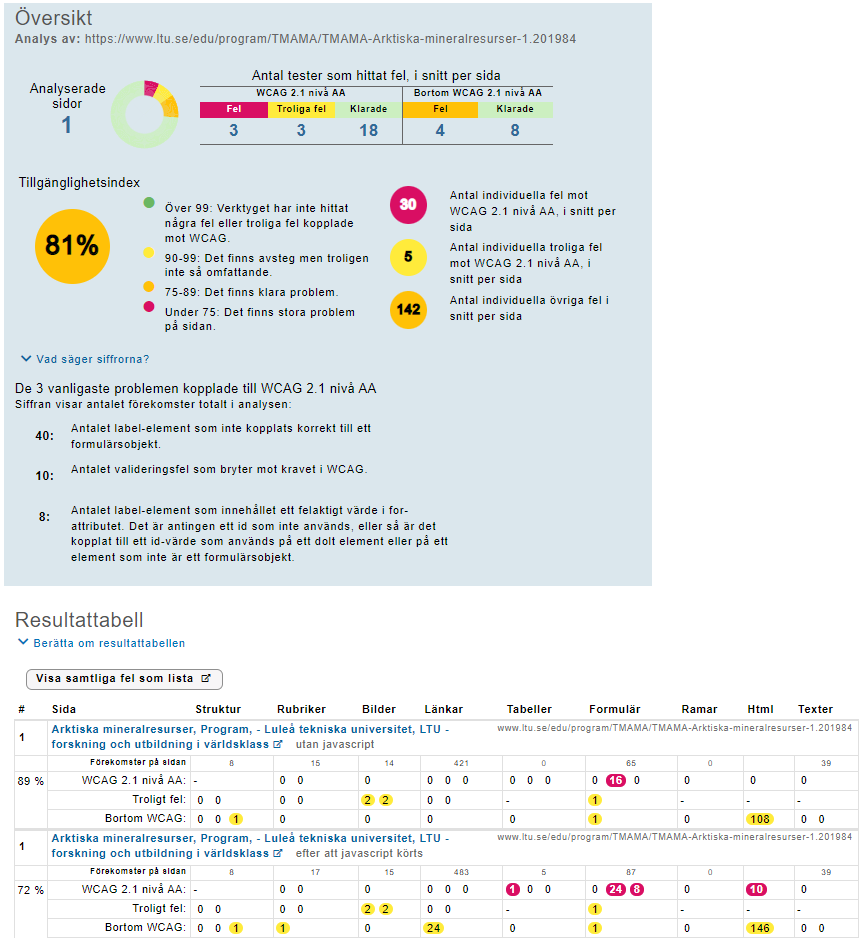 Översikt
Analys av: https://www.ltu.se/edu/program/TMAMA/TMAMA-Arktiska-mineralresurser-1.201984
Analyserade
sidor
1
Antal tester som hittat fel, i snitt per sida
WCAG 2.1 nivå AA Bortom WCAG 2.1 nivå AA
Fel Troliga fel Klarade Fel Klarade
3 3 18 4 8
Tillgänglighetsindex
81%
Över 99: Verktyget har inte hittat
några fel eller troliga fel kopplade
mot WCAG.
90-99: Det finns avsteg men troligen
inte så omfattande.
75-89: Det finns klara problem.
Under 75: Det finns stora problem
på sidan.
30
Antal individuella fel mot
WCAG 2.1 nivå AA, i snitt per
sida
5
Antal individuella troliga fel
mot WCAG 2.1 nivå AA, i
snitt per sida
142
Antal individuella övriga fel i
snitt per sida
Vad säger siffrorna?
De 3 vanligaste problemen kopplade till WCAG 2.1 nivå AA
Siffran visar antalet förekomster totalt i analysen:
40: Antalet label-element som inte kopplats korrekt till ett
formulärsobjekt.
10: Antalet valideringsfel som bryter mot kravet i WCAG.
8: Antalet label-element som innehållet ett felaktigt värde i for-
attributet. Det är antingen ett id som inte används, eller så är det
kopplat till ett id-värde som används på ett dolt element eller på ett
element som inte är ett formulärsobjekt.
Resultattabell
Berätta om resultattabellen
Visa samtliga fel som lista
# Sida Struktur Rubriker Bilder Länkar Tabeller Formulär Ramar Html Texter
1 Arktiska mineralresurser, Program, - Luleå tekniska universitet, LTU - www.ltu.se/edu/program/TMAMA/TMAMA-Arktiska-mineralresurser-1.201984
forskning och utbildning i världsklass utan javascript
Förekomster på sidan 8 15 14 421 0 65 0 39
89 % WCAG 2.1 nivå AA: - 0 0 0 0 0 0 0 0 0 0 16 0 0 0 0
Troligt fel: 0 0 0 0 2 2 0 0 - 1 - - -
Bortom WCAG: 0 0 1 0 0 0 0 1 0 108 0 0
1 Arktiska mineralresurser, Program, - Luleå tekniska universitet, LTU - www.ltu.se/edu/program/TMAMA/TMAMA-Arktiska-mineralresurser-1.201984
forskning och utbildning i världsklass efter att javascript körts
Förekomster på sidan 8 17 15 483 5 87 0 39
72 % WCAG 2.1 nivå AA: - 0 0 0 0 0 0 1 0 0 0 24 8 0 10 0
Troligt fel: 0 0 0 0 2 2 0 0 - 1 - - -
Bortom WCAG: 0 0 1 1 0 24 0 1 0 146 0 0